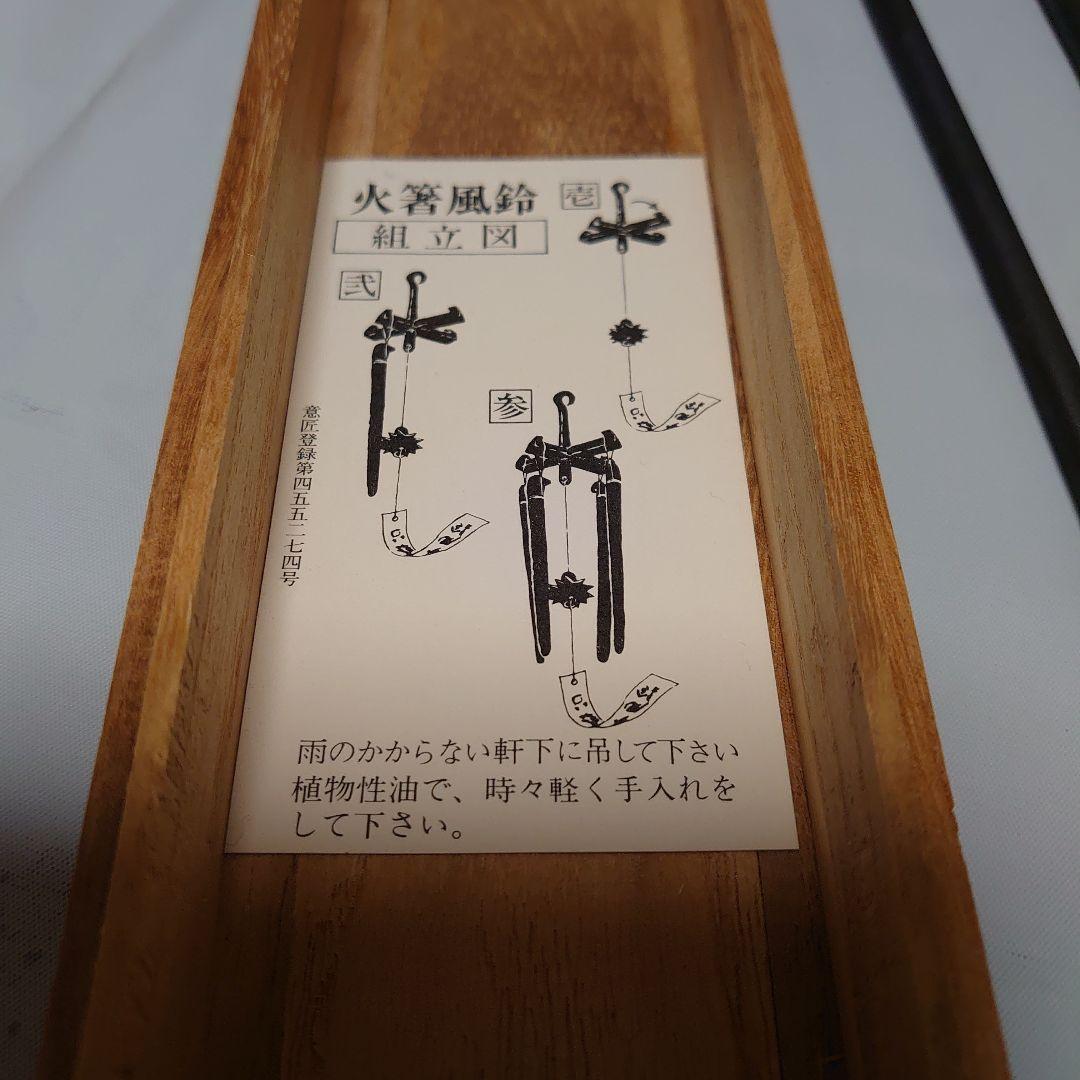 火箸風鈴
組立図
壱
弐
参
意匠登録第四五五二七四号
雨のかからない軒下に吊して下さい
植物性油で、時々軽く手入れを
して下さい。